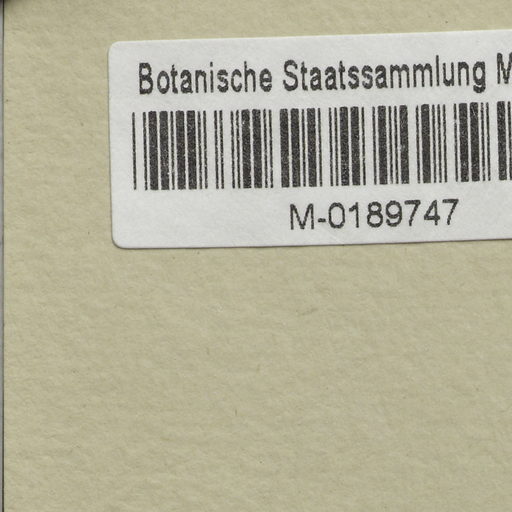 Botanische Staatssammlung M
M-0189747